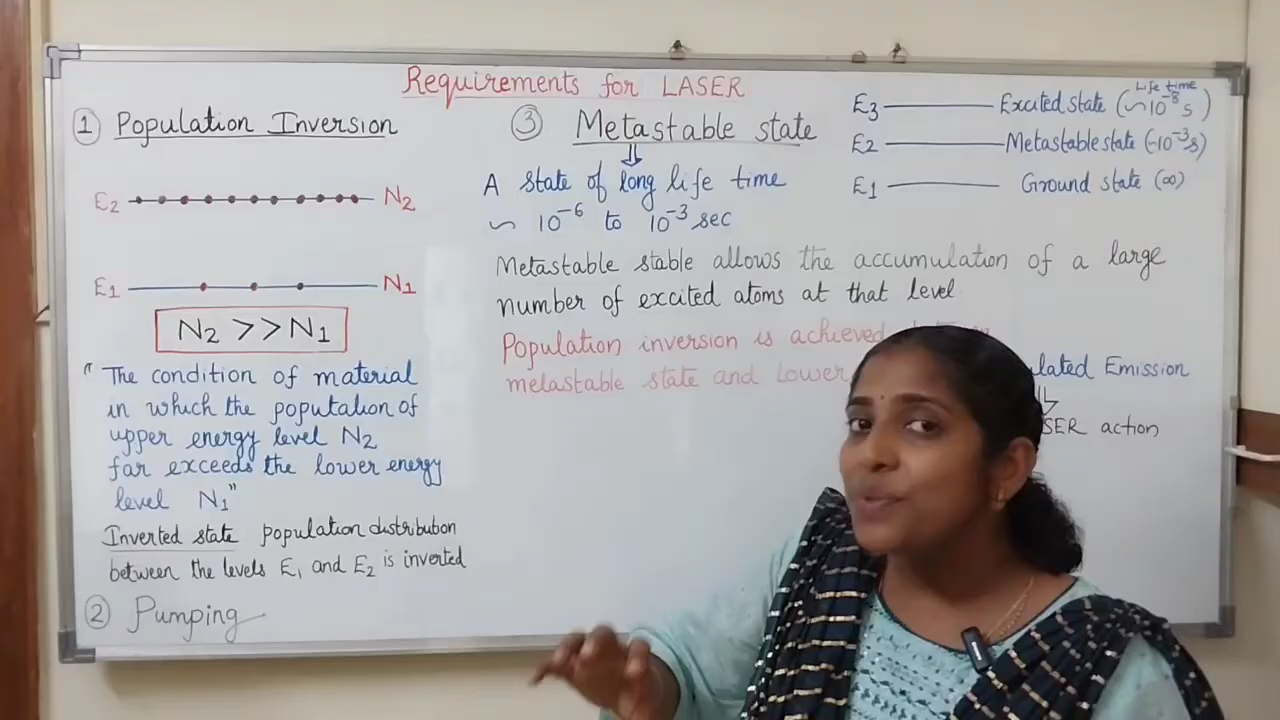 Requirements for LASER
① Population Inversion
E2 N2
E1 N1
N2 >> N1
"The condition of material
in which the population of
upper energy level N2
far exceeds the lower energy
level N1"
Inverted state population distribution
between the levels E1 and E2 is inverted
② Pumping
③ Metastable state
⇓
A state of long life time
∽ 10⁻⁶ to 10⁻³ sec
Life time
E3 Excited state (∽10⁻⁸s)
E2 Metastable state (-10⁻³s)
E1 Ground state (∞)
Metastable stable allows the accumulation of a large
number of excited atoms at that level.
Population inversion is achieved
metastable state and Lower
Emission
action